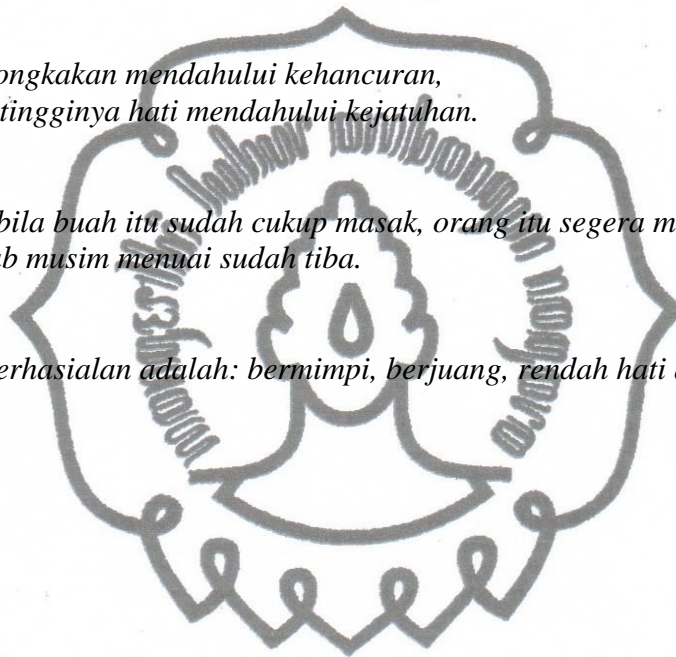 ongkakan mendahului kehancuran,
tingginya hati mendahului kejatuhan.
bila buah itu sudah cukup masak, orang itu segera m
b musim menuai sudah tiba.
erhasialan adalah: bermimpi, berjuang, rendah hati